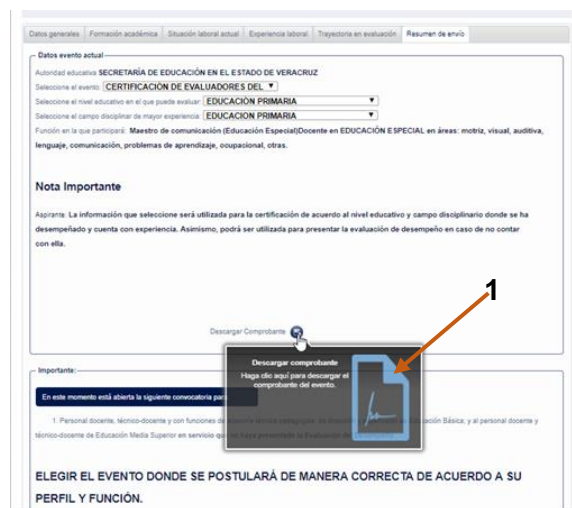 Datos generales Formación académica Situación laboral actual Experiencia laboral Trayectoria en evaluación Resumen de envío
Datos evento actual
Autoridad educativa SECRETARÍA DE EDUCACIÓN EN EL ESTADO DE VERACRUZ
Seleccione el evento: CERTIFICACIÓN DE EVALUADORES DEL
Seleccione el nivel educativo en el que puede evaluar: EDUCACIÓN PRIMARIA
Seleccione el campo disciplinar de mayor experiencia: EDUCACION PRIMARIA
Función en la que participará: Maestro de comunicación (Educación Especial)Docente en EDUCACIÓN ESPECIAL en áreas: motriz, visual, auditiva,
lenguaje, comunicación, problemas de aprendizaje, ocupacional, otras.
Nota Importante
Aspirante: La información que seleccione será utilizada para la certificación de acuerdo al nivel educativo y campo disciplinario donde se ha
desempeñado y cuenta con experiencia. Asimismo, podrá ser utilizada para presentar la evaluación de desempeño en caso de no contar
con ella.
1
Descargar Comprobante
Descargar comprobante
Haga clic aquí para descargar el
comprobante del evento.
Importante:
En este momento está abierta la siguiente convocatoria para
1. Personal docente, técnico-docente y con funciones de Educación Básica, y al personal docente y
técnico-docente de Educación Media Superior en servicio que
ELEGIR EL EVENTO DONDE SE POSTULARÁ DE MANERA CORRECTA DE ACUERDO A SU
PERFIL Y FUNCIÓN.